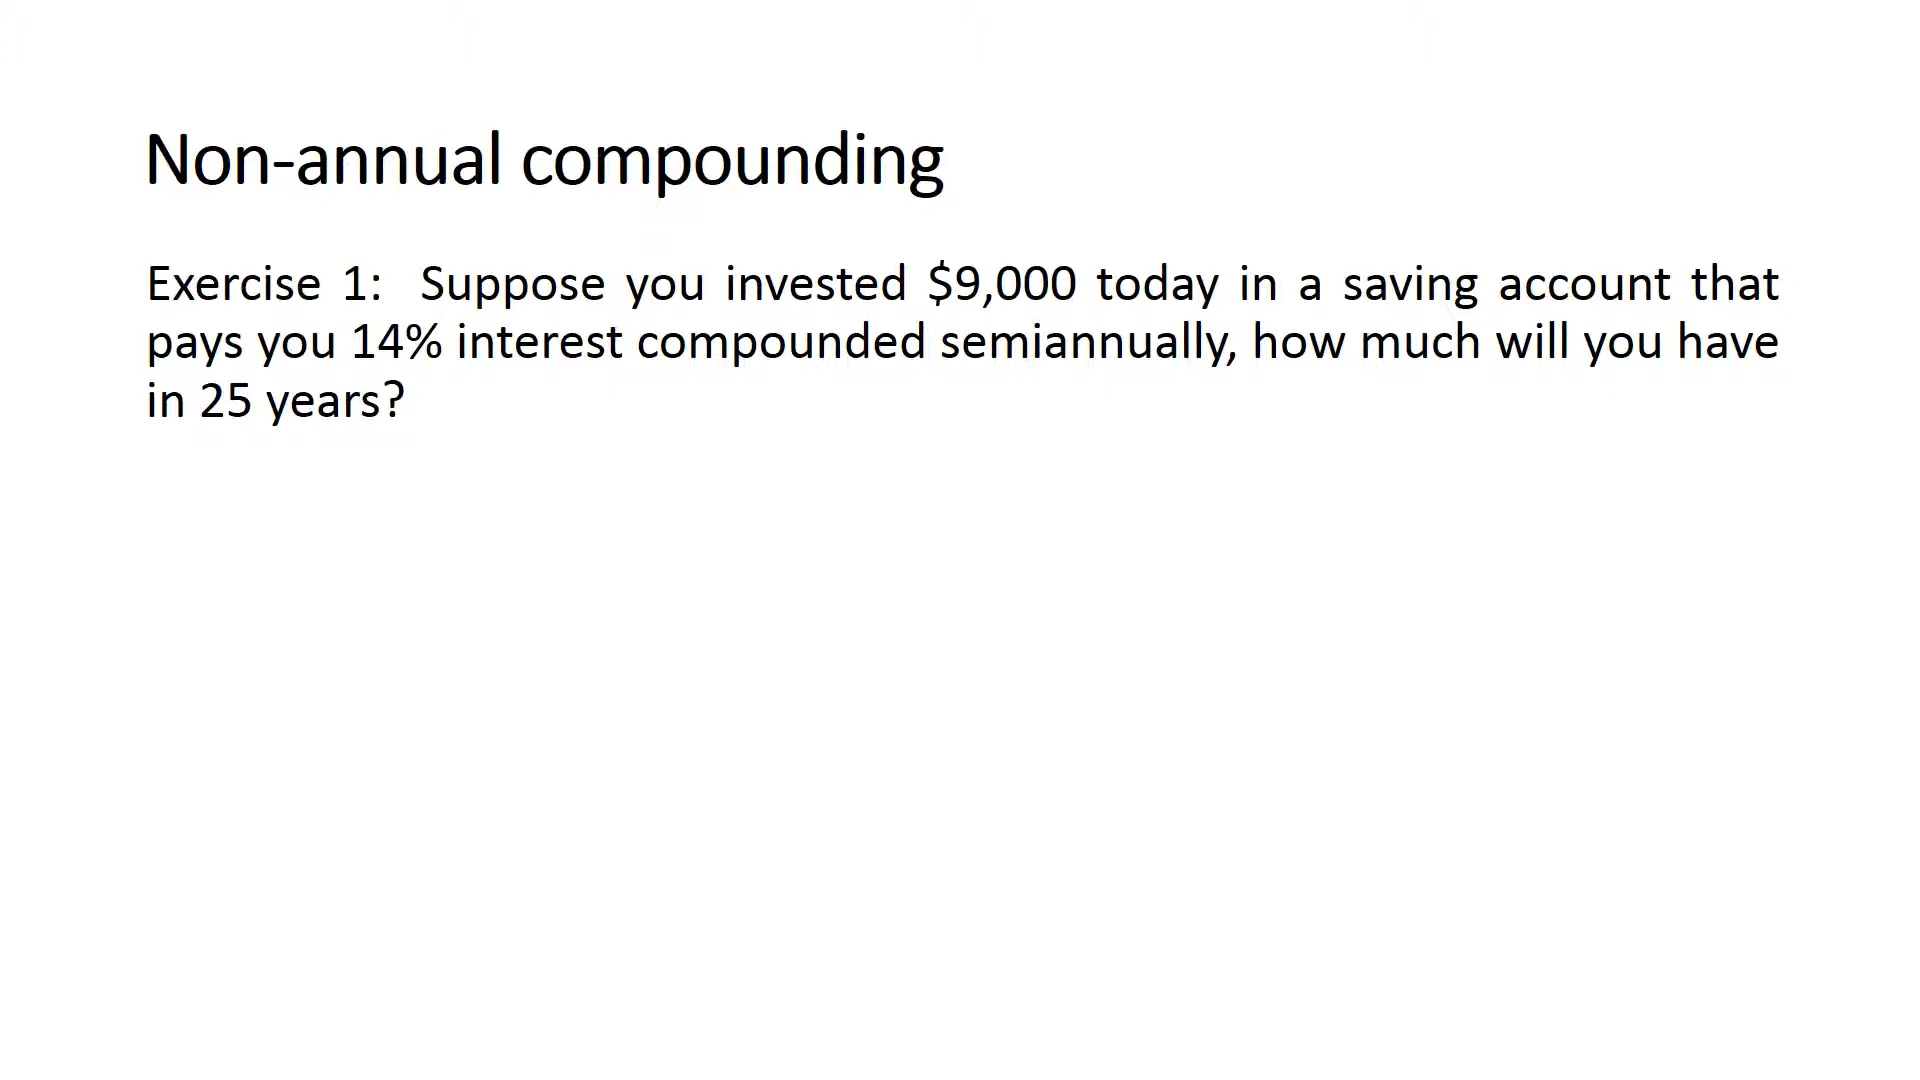 Non-annual compounding
Exercise 1: Suppose you invested $9,000 today in a saving account that
pays you 14% interest compounded semiannually, how much will you have
in 25 years?